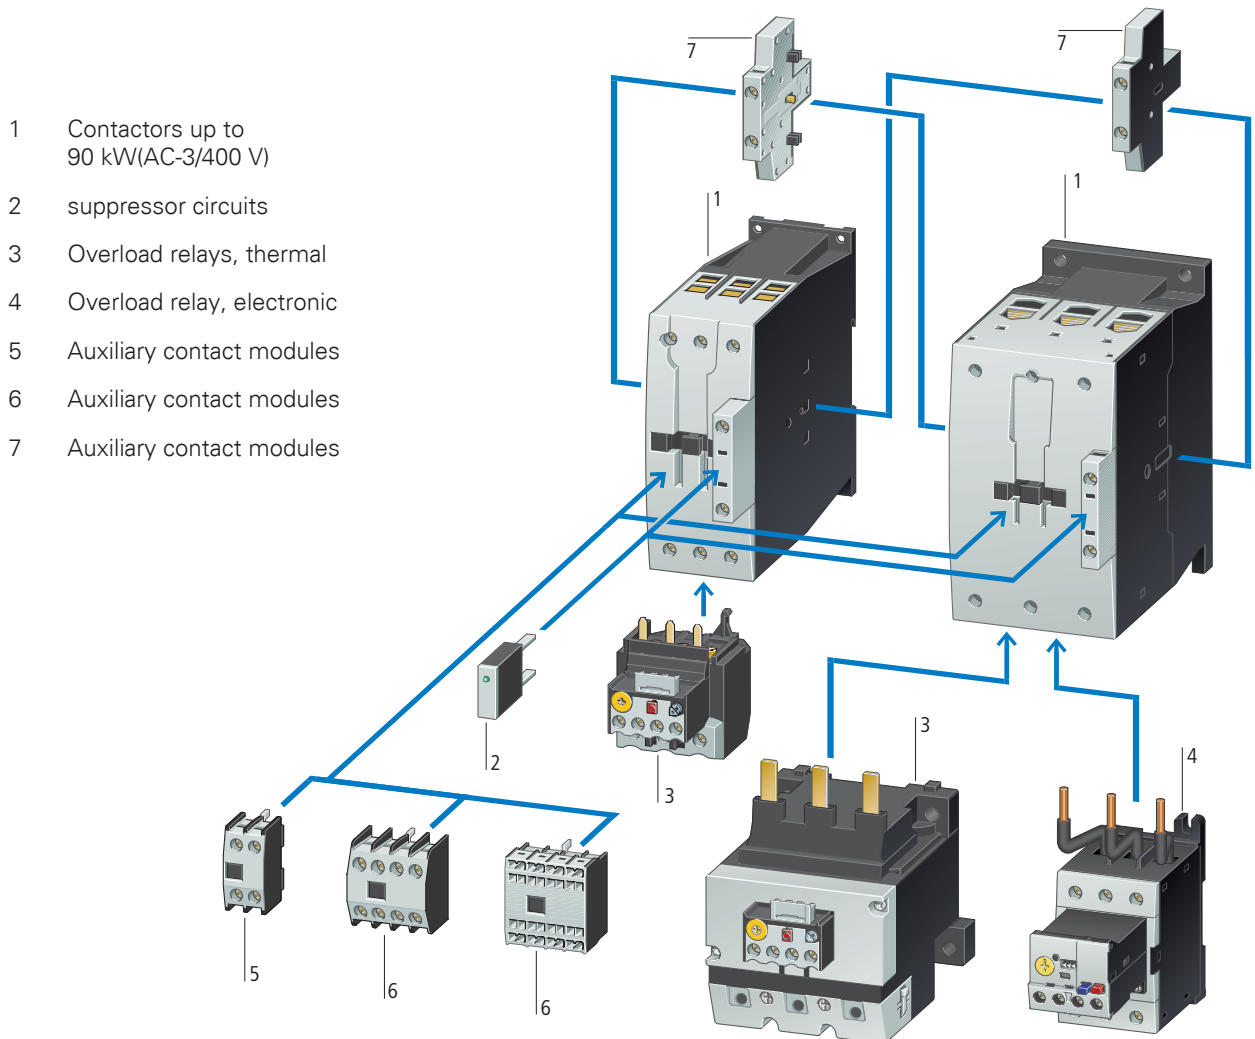 1 Contactors up to
90 kW(AC-3/400 V)
2 suppressor circuits
3 Overload relays, thermal
4 Overload relay, electronic
5 Auxiliary contact modules
6 Auxiliary contact modules
7 Auxiliary contact modules
7
7
1
1
2
3
3
4
5
6
6